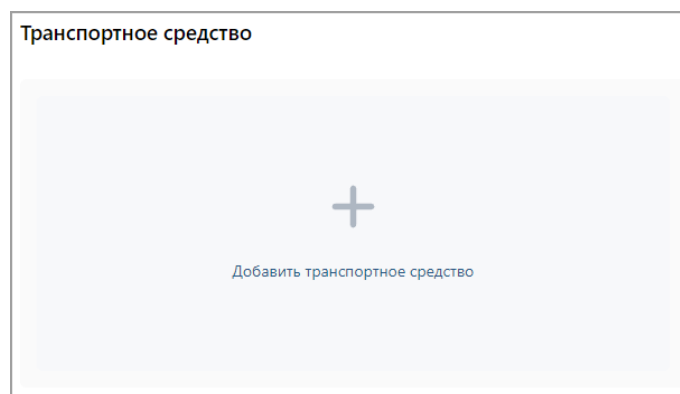 Транспортное средство
Добавить транспортное средство